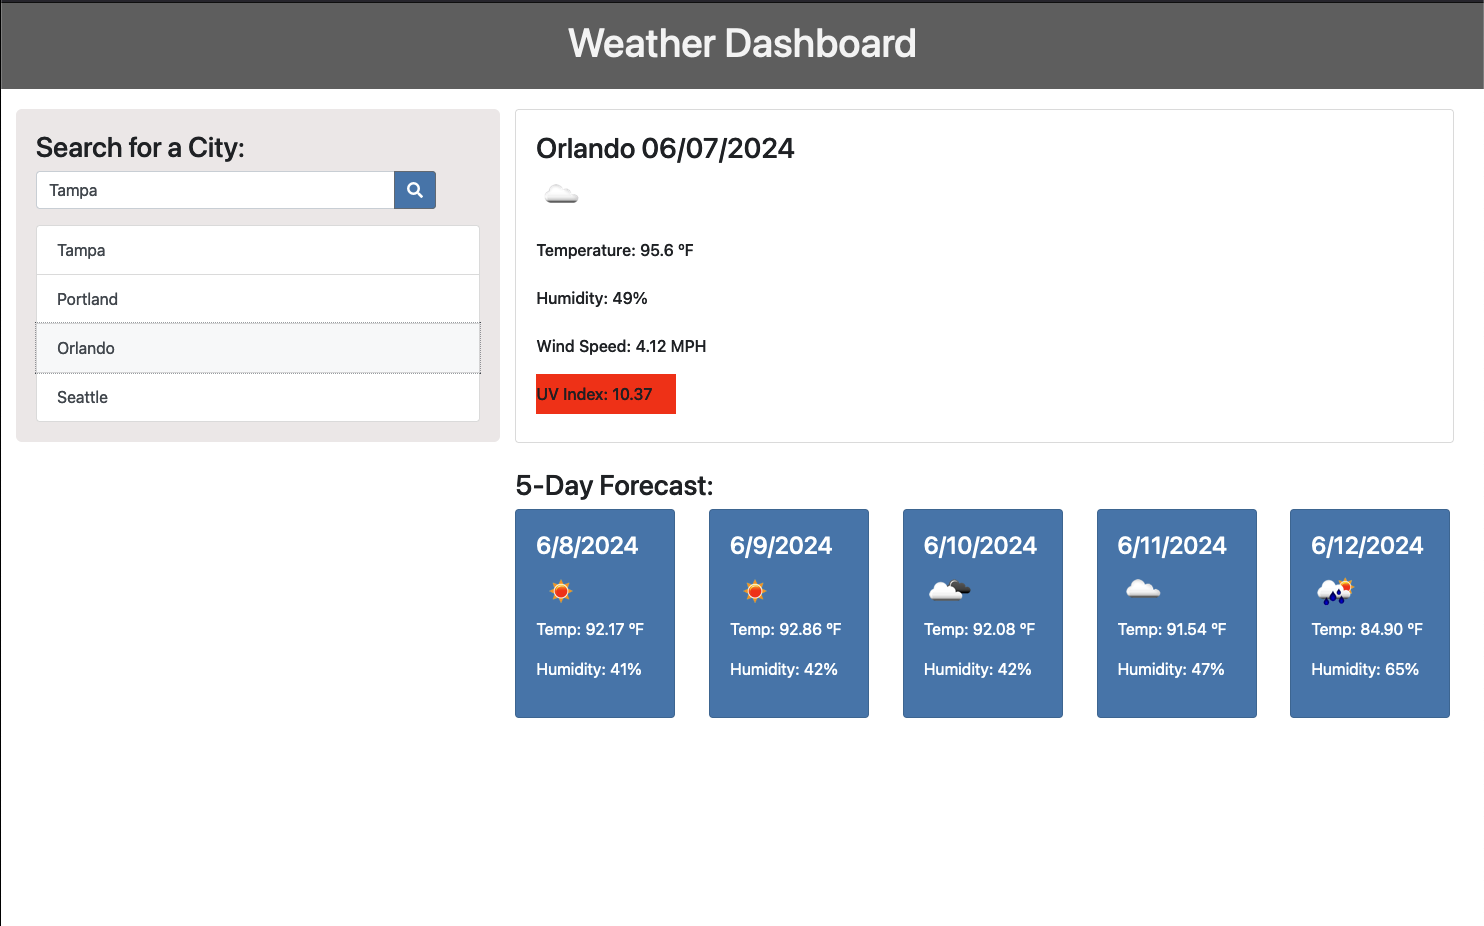 Weather Dashboard
Search for a City:
Tampa
Tampa
Portland
Orlando
Seattle
Orlando 06/07/2024
Temperature: 95.6 °F
Humidity: 49%
Wind Speed: 4.12 MPH
UV Index: 10.37
5-Day Forecast:
6/8/2024
Temp: 92.17 °F
Humidity: 41%
6/9/2024
Temp: 92.86 °F
Humidity: 42%
6/10/2024
Temp: 92.08 °F
Humidity: 42%
6/11/2024
Temp: 91.54 °F
Humidity: 47%
6/12/2024
Temp: 84.90 °F
Humidity: 65%